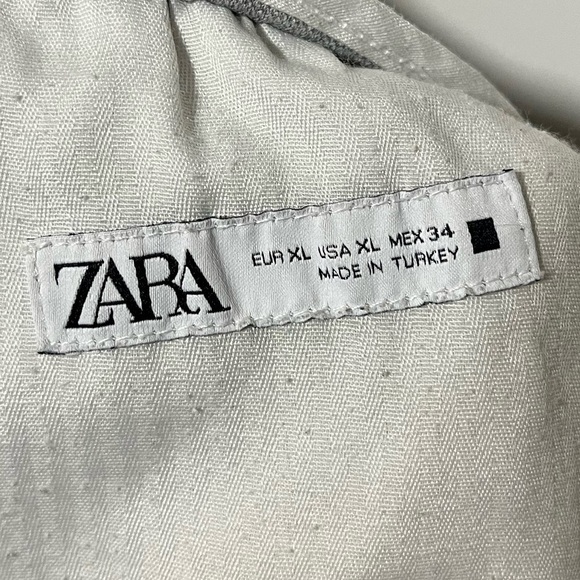 ZARA
EUR XL USA XL MEX 34
MADE IN TURKEY